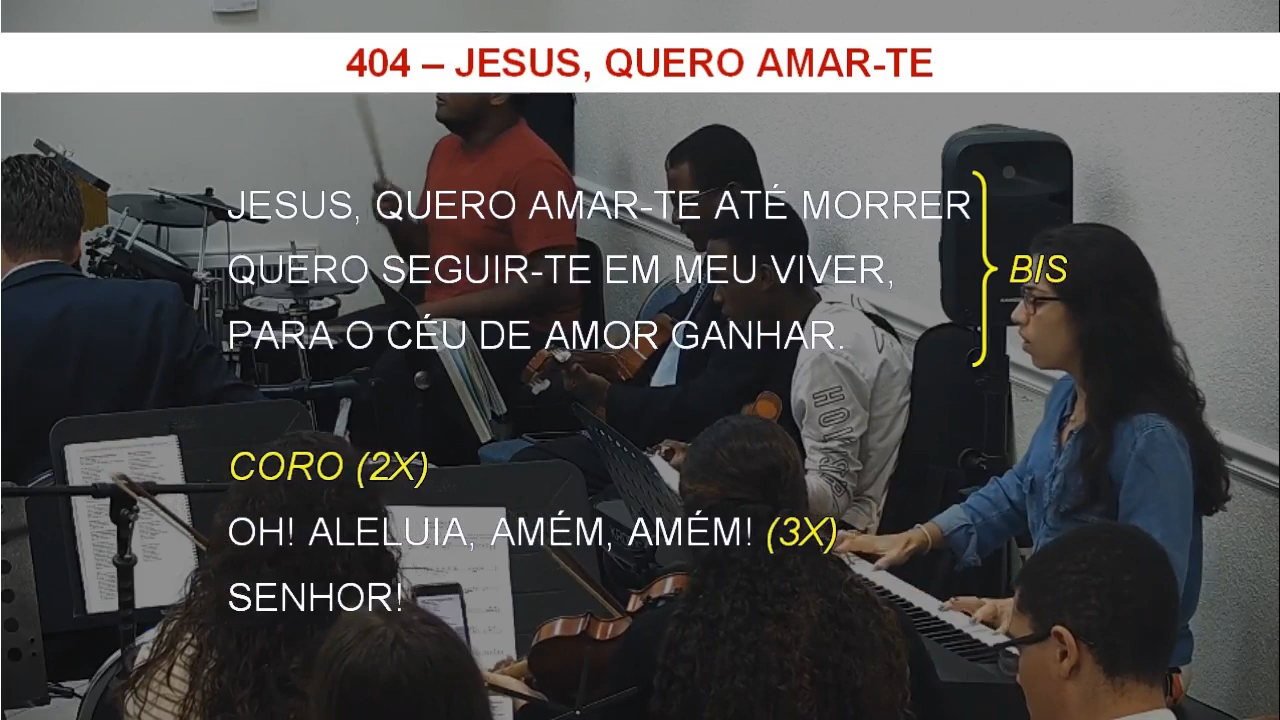 404 – JESUS, QUERO AMAR-TE
JESUS, QUERO AMAR-TE ATÉ MORRER
QUERO SEGUIR-TE EM MEU VIVER,
PARA O CÉU DE AMOR GANHAR.
BIS
CORO (2X)
OH! ALELUIA, AMÉM, AMÉM! (3X)
SENHOR!